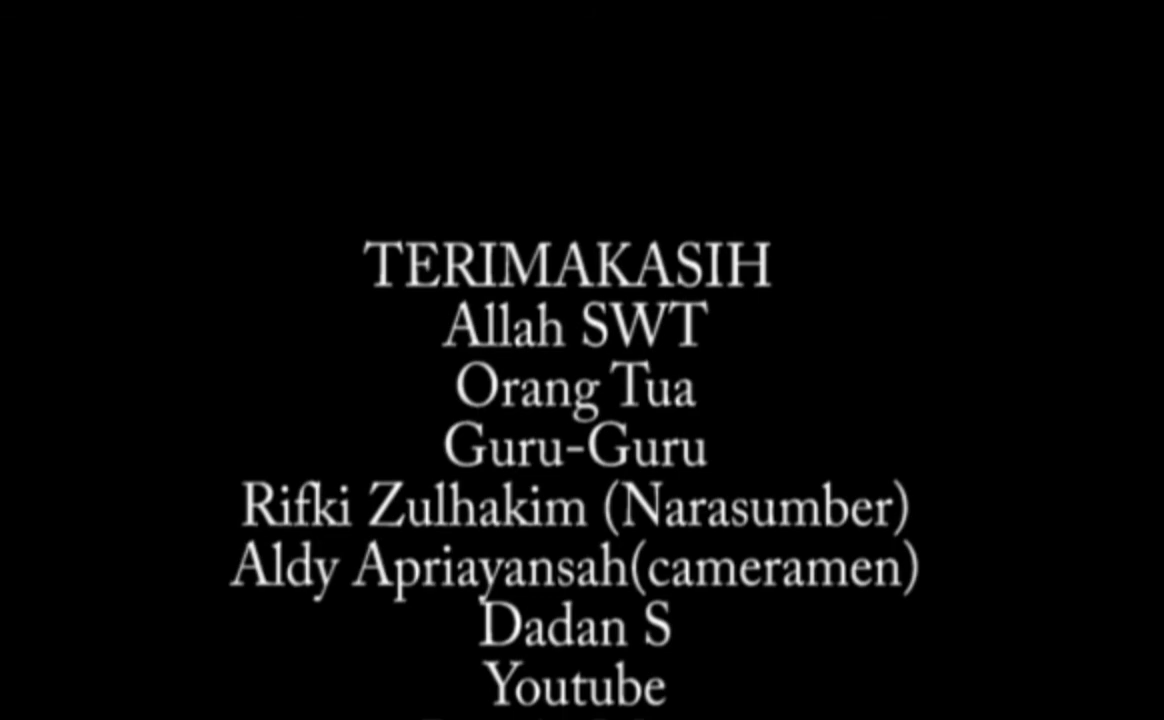 TERIMAKASIH
Allah SWT
Orang Tua
Guru-Guru
Rifki Zulhakim (Narasumber)
Aldy Apriayansah(cameramen)
Dadan S
Youtube